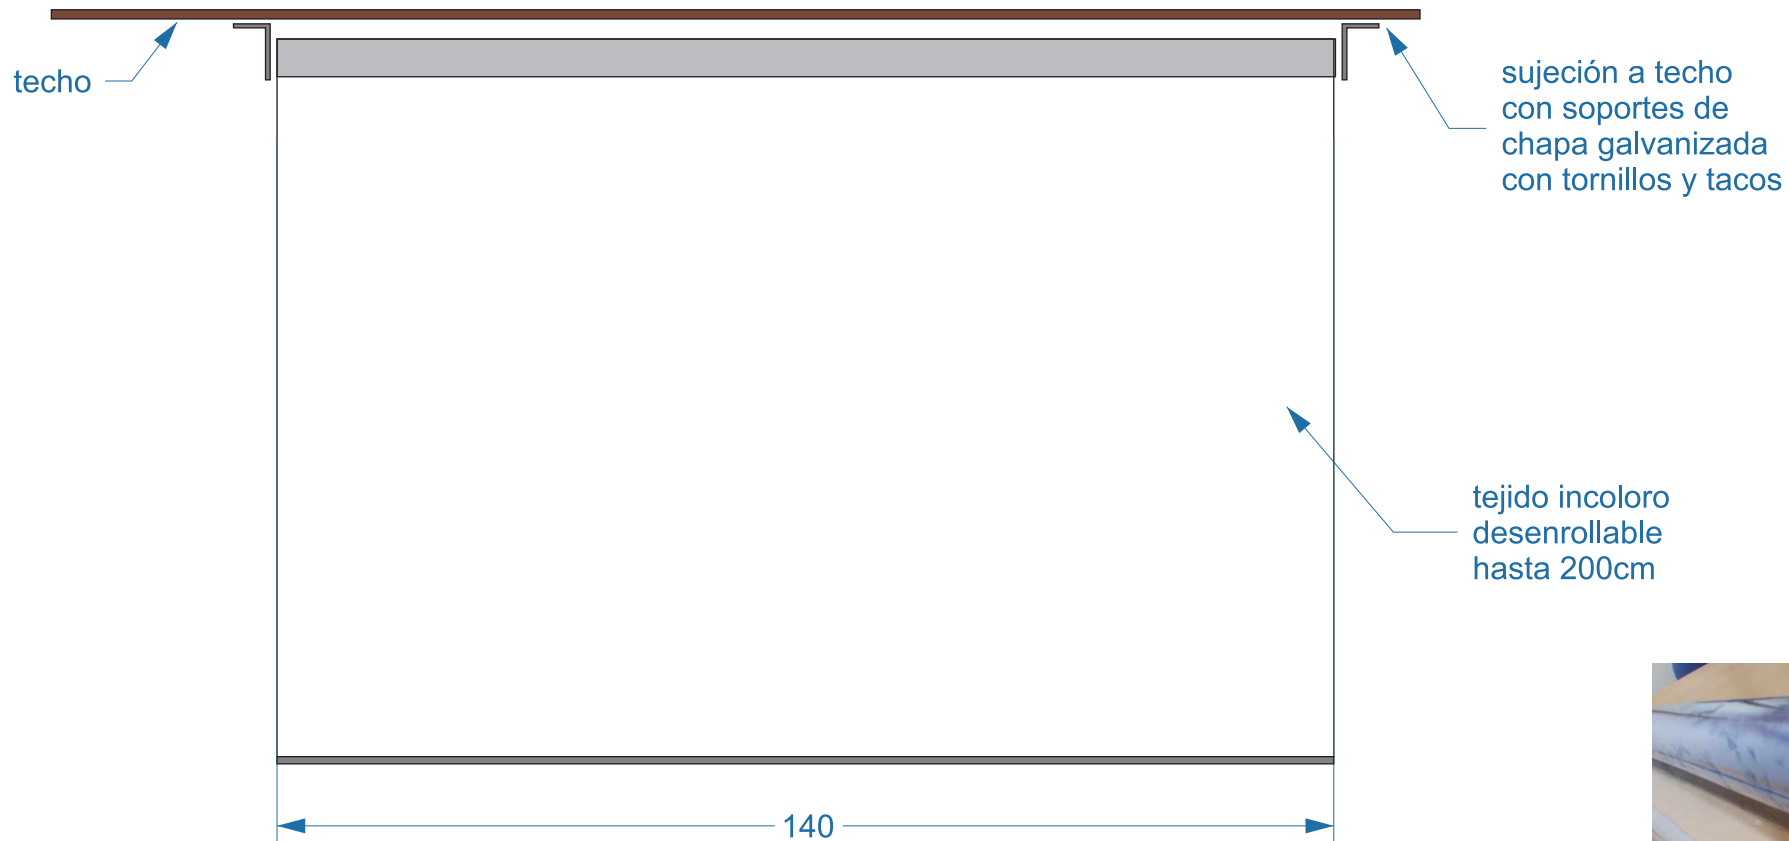 techo
sujeción a techo
con soportes de
chapa galvanizada
con tornillos y tacos
tejido incoloro
desenrollable
hasta 200cm
140